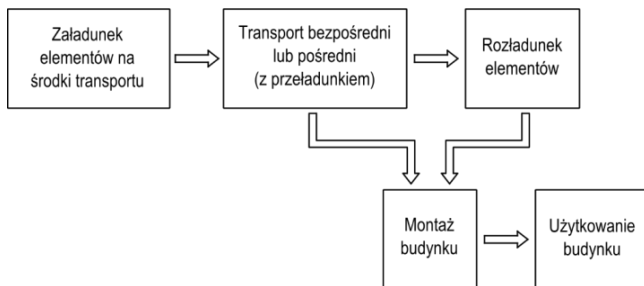 Załadunek
elementów na
środki transportu
Transport bezpośredni
lub pośredni
(z przeładunkiem)
Rozładunek
elementów
Montaż
budynku
Użytkowanie
budynku